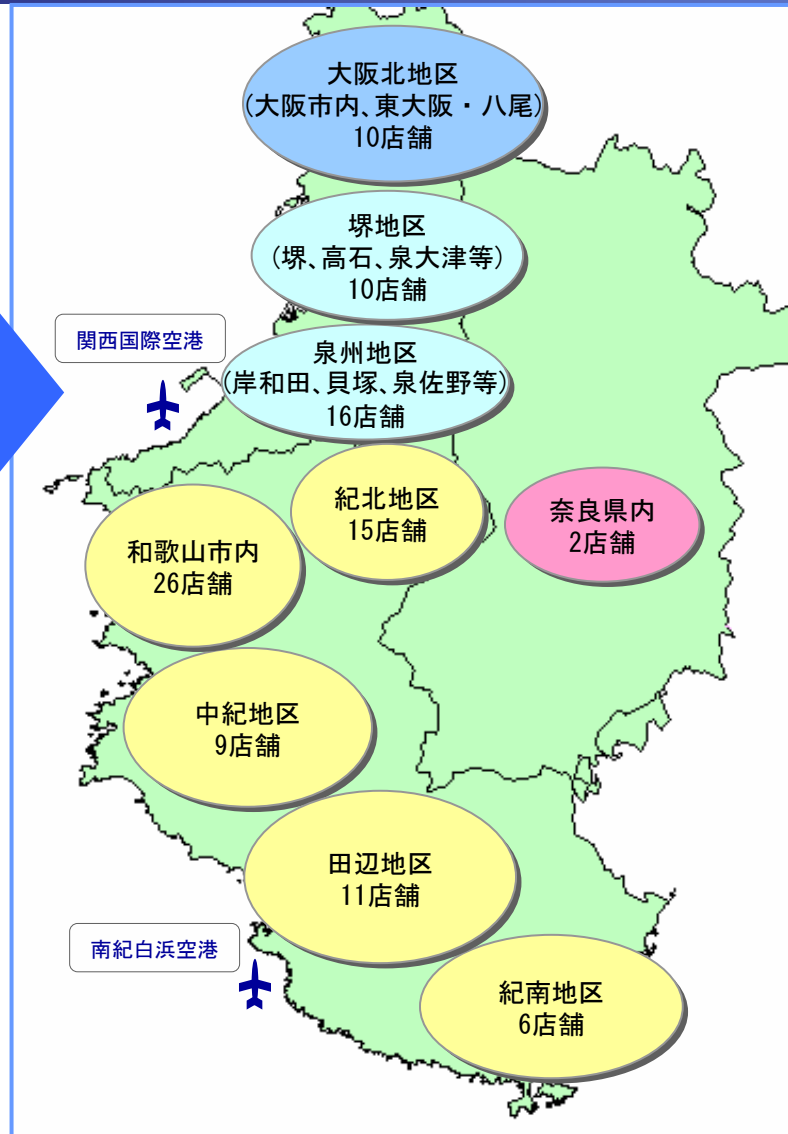 大阪北地区
(大阪市内、東大阪・八尾)
10店舗
堺地区
(堺、高石、泉大津等)
10店舗
関西国際空港
泉州地区
(岸和田、貝塚、泉佐野等)
16店舗
紀北地区
15店舗
奈良県内
2店舗
和歌山市内
26店舗
中紀地区
9店舗
田辺地区
11店舗
南紀白浜空港
紀南地区
6店舗